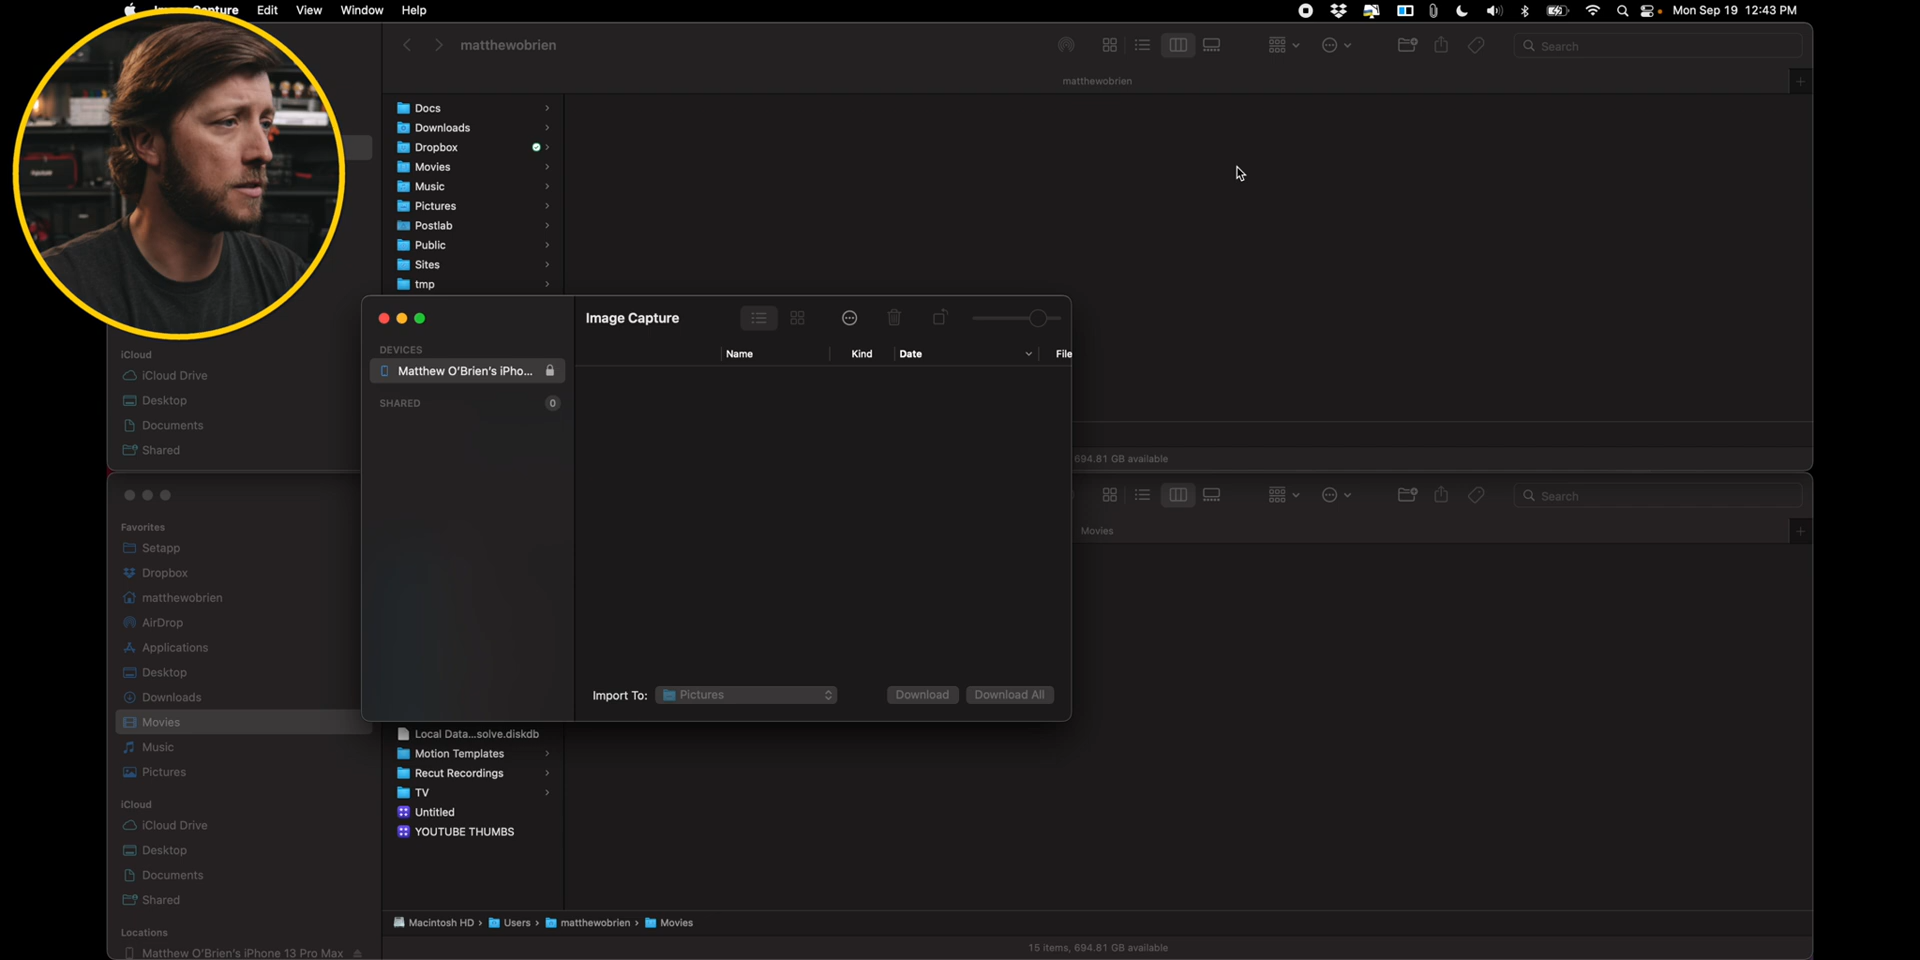 Image Capture Edit View Window Help Mon Sep 19 12:43 PM
matthewobrien Search
matthewobrien
Docs
Downloads
Dropbox
Movies
Music
Pictures
Postlab
Public
Sites
tmp
iCloud
iCloud Drive
Desktop
Documents
Shared
694.81 GB available
Image Capture
DEVICES
Matthew O'Brien's iPho...
SHARED 0
Name Kind Date File
Import To: Pictures Download Download All
Search
Movies
Favorites
Setapp
Dropbox
matthewobrien
AirDrop
Applications
Desktop
Downloads
Movies
Music
Pictures
iCloud
iCloud Drive
Desktop
Documents
Shared
Locations
Matthew O'Brien's iPhone 13 Pro Max
Local Data...solve.diskdb
Motion Templates
Recut Recordings
TV
Untitled
YOUTUBE THUMBS
Macintosh HD › Users › matthewobrien › Movies
15 items, 694.81 GB available